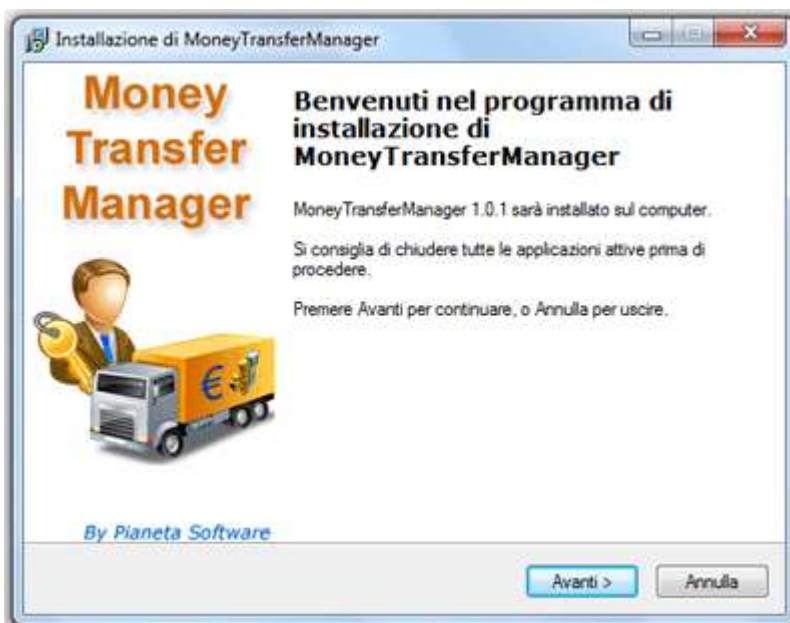 Installazione di MoneyTransferManager
Money
Transfer
Manager
Benvenuti nel programma di
installazione di
MoneyTransferManager
MoneyTransferManager 1.0.1 sarà installato sul computer.
Si consiglia di chiudere tutte le applicazioni attive prima di
procedere.
Premere Avanti per continuare, o Annulla per uscire.
€
By Pianeta Software
Avanti >
Annulla